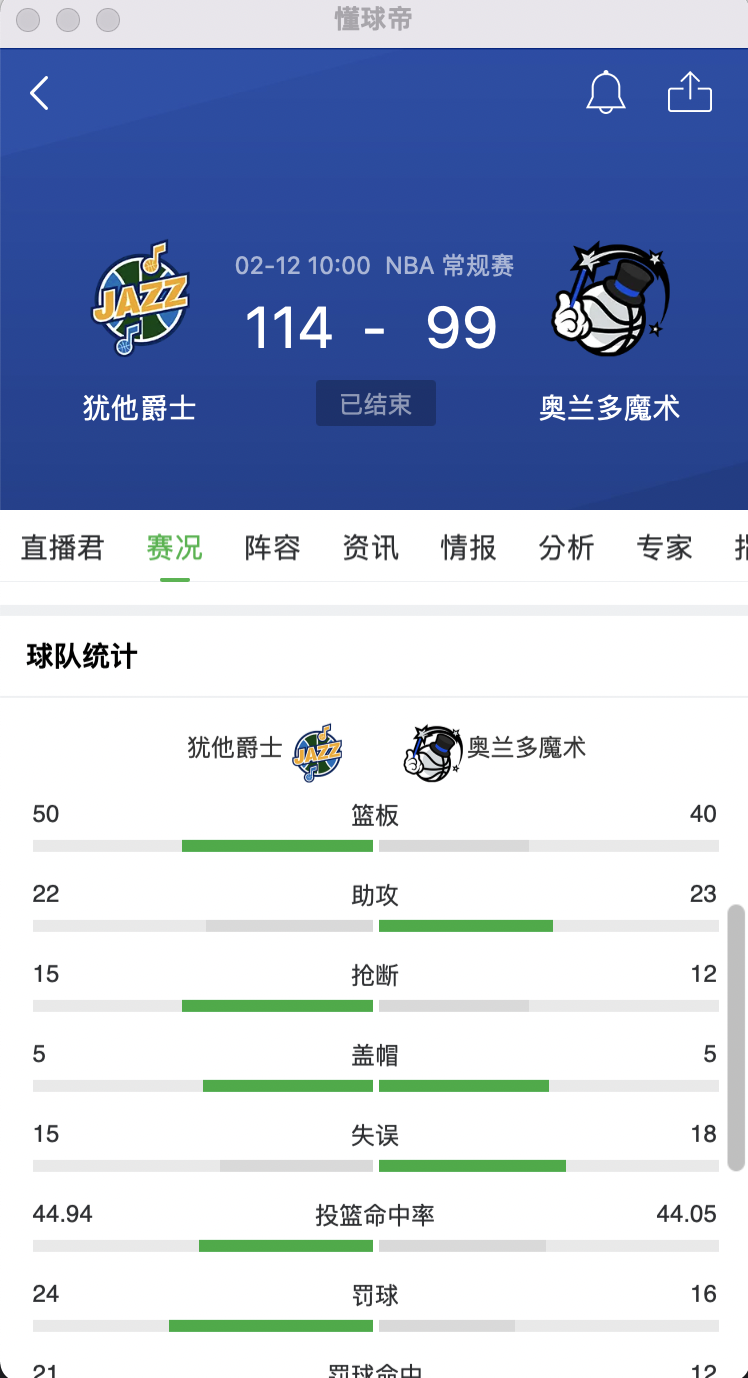 懂球帝
02-12 10:00 NBA 常规赛
JAZZ
114 - 99
犹他爵士
已结束
奥兰多魔术
直播君 赛况 阵容 资讯 情报 分析 专家
球队统计
犹他爵士 JAZZ 奥兰多魔术
50 篮板 40
22 助攻 23
15 抢断 12
5 盖帽 5
15 失误 18
44.94 投篮命中率 44.05
24 罚球 16
21 罚球命中 12